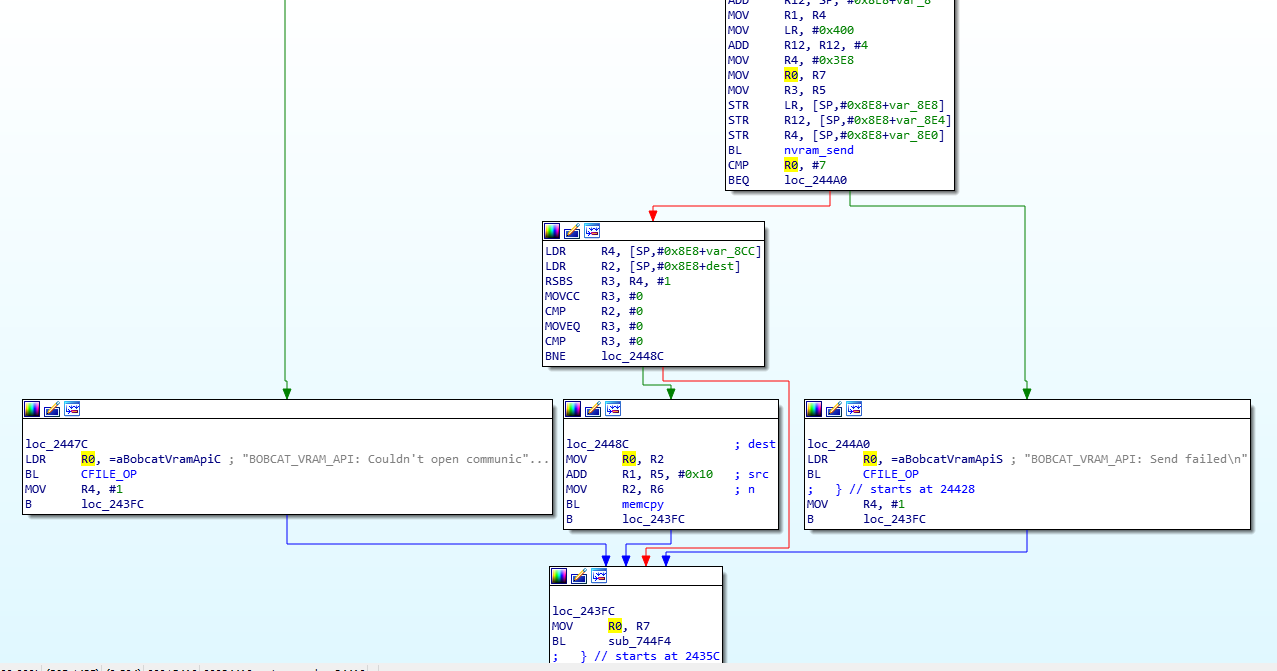 ADD R12, SP, #0x8E8+var_8
MOV R1, R4
MOV LR, #0x400
ADD R12, R12, #4
MOV R4, #0x3E8
MOV R0, R7
MOV R3, R5
STR LR, [SP,#0x8E8+var_8E8]
STR R12, [SP,#0x8E8+var_8E4]
STR R4, [SP,#0x8E8+var_8E0]
BL nvram_send
CMP R0, #7
BEQ loc_244A0
LDR R4, [SP,#0x8E8+var_8CC]
LDR R2, [SP,#0x8E8+dest]
RSBS R3, R4, #1
MOVCC R3, #0
CMP R2, #0
MOVEQ R3, #0
CMP R3, #0
BNE loc_2448C
loc_2447C
LDR R0, =aBobcatVramApiC ; "BOBCAT_VRAM_API: Couldn't open communic"...
BL CFILE_OP
MOV R4, #1
B loc_243FC
loc_2448C ; dest
MOV R0, R2
ADD R1, R5, #0x10 ; src
MOV R2, R6 ; n
BL memcpy
B loc_243FC
loc_244A0
LDR R0, =aBobcatVramApiS ; "BOBCAT_VRAM_API: Send failed\n"
BL CFILE_OP
; } // starts at 24428
MOV R4, #1
B loc_243FC
loc_243FC
MOV R0, R7
BL sub_744F4
; } // starts at 2435C